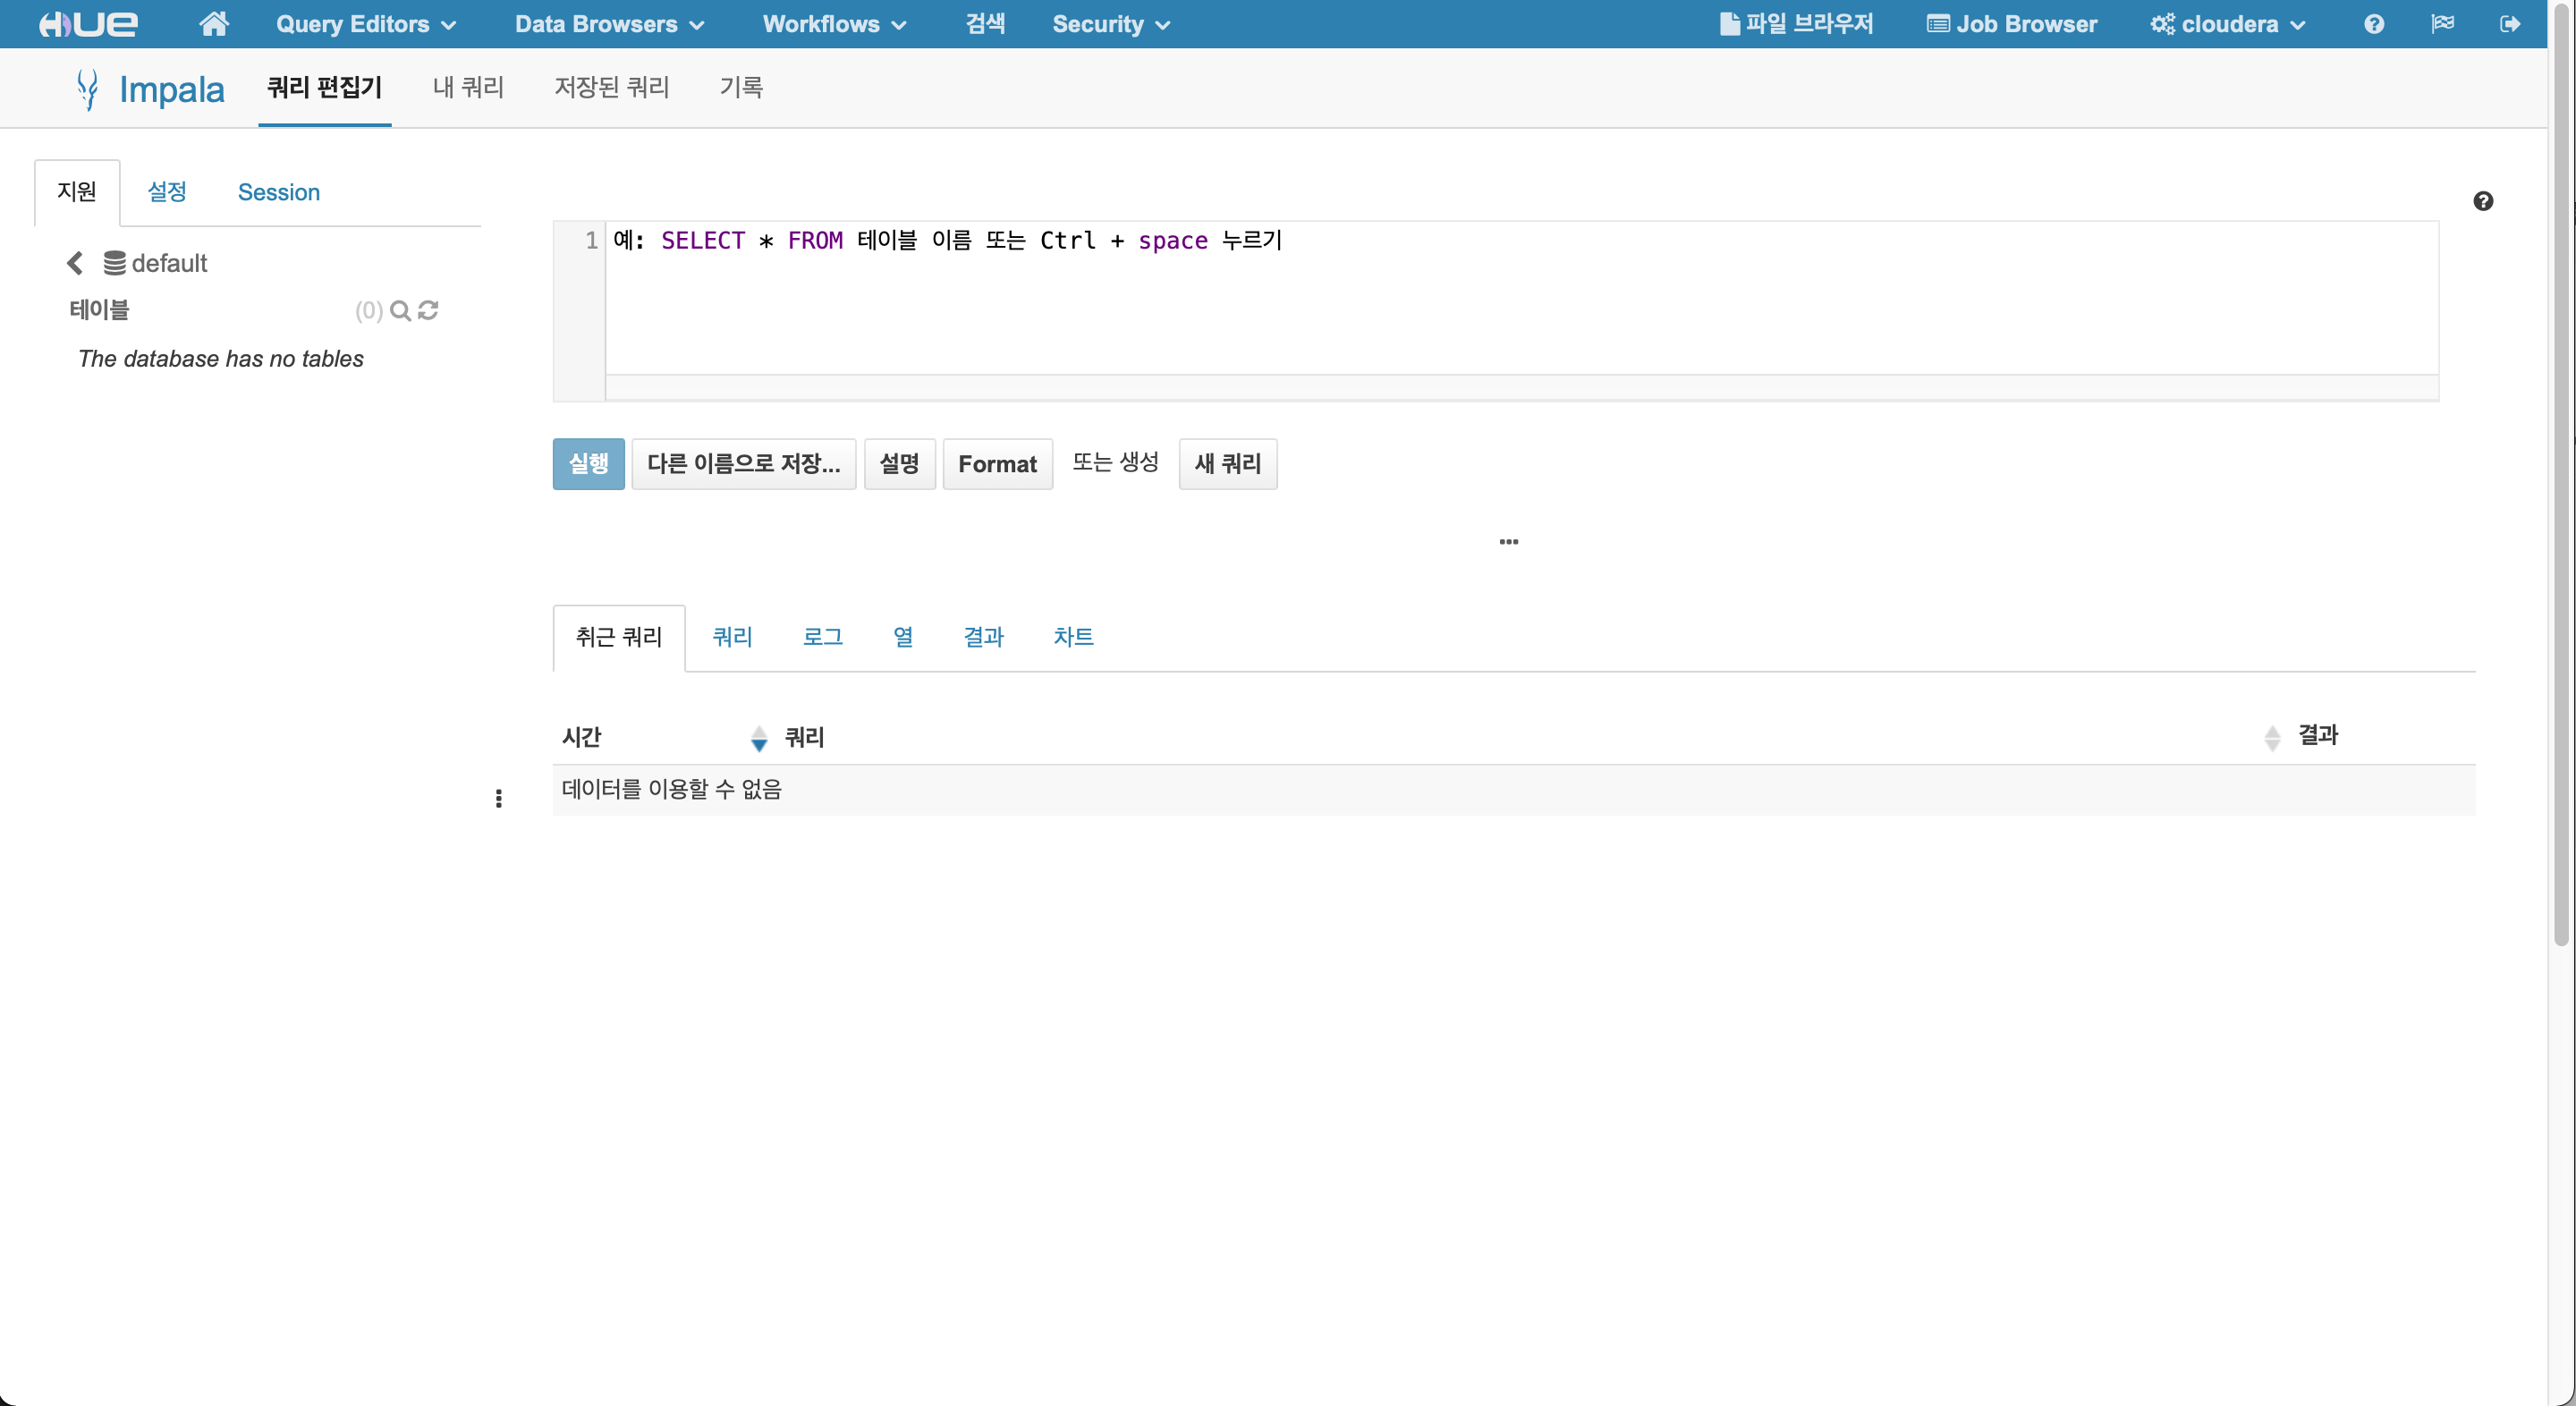 HUE Query Editors Data Browsers Workflows 검색 Security 파일 브라우저 Job Browser cloudera
Impala 쿼리 편집기 내 쿼리 저장된 쿼리 기록
지원 설정 Session
default
테이블 (0)
The database has no tables
1 예: SELECT * FROM 테이블 이름 또는 Ctrl + space 누르기
실행 다른 이름으로 저장... 설명 Format 또는 생성 새 쿼리
취근 쿼리 쿼리 로그 열 결과 차트
시간 쿼리 결과
데이터를 이용할 수 없음